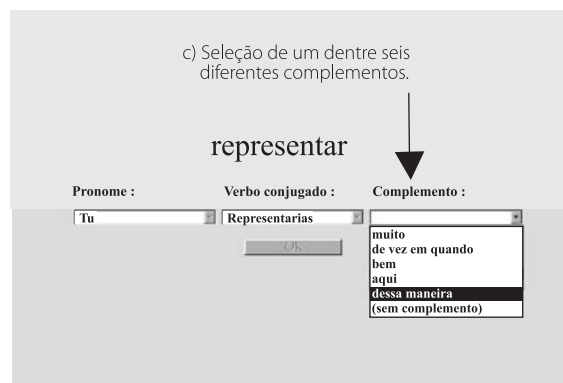 c) Seleção de um dentre seis
diferentes complementos.
representar
Pronome : Verbo conjugado : Complemento :
Tu Representarias
Ok
muito
de vez em quando
bem
aqui
dessa maneira
(sem complemento)